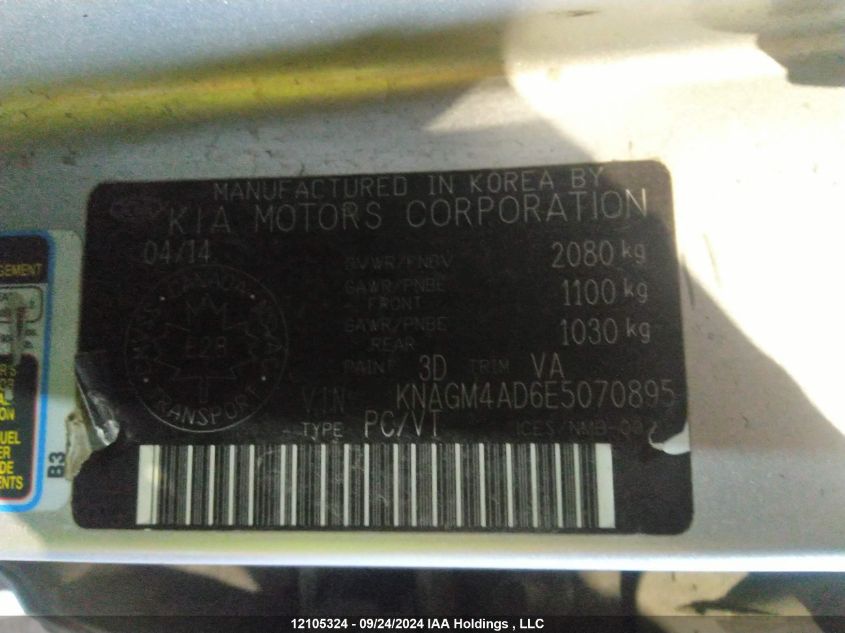 MANUFACTURED IN KOREA BY
KIA MOTORS CORPORATION
04/14
GVWR/PNBV 2080 kg
GAWR/PNBE FRONT 1100 kg
GAWR/PNBE REAR 1030 kg
PAINT 3D TRIM VA
VIN KNAGM4AD6E5070895
TYPE PC/VI ICES/NMB-002
CANADA
TRANSPORT
B3
12105324 - 09/24/2024 IAA Holdings , LLC